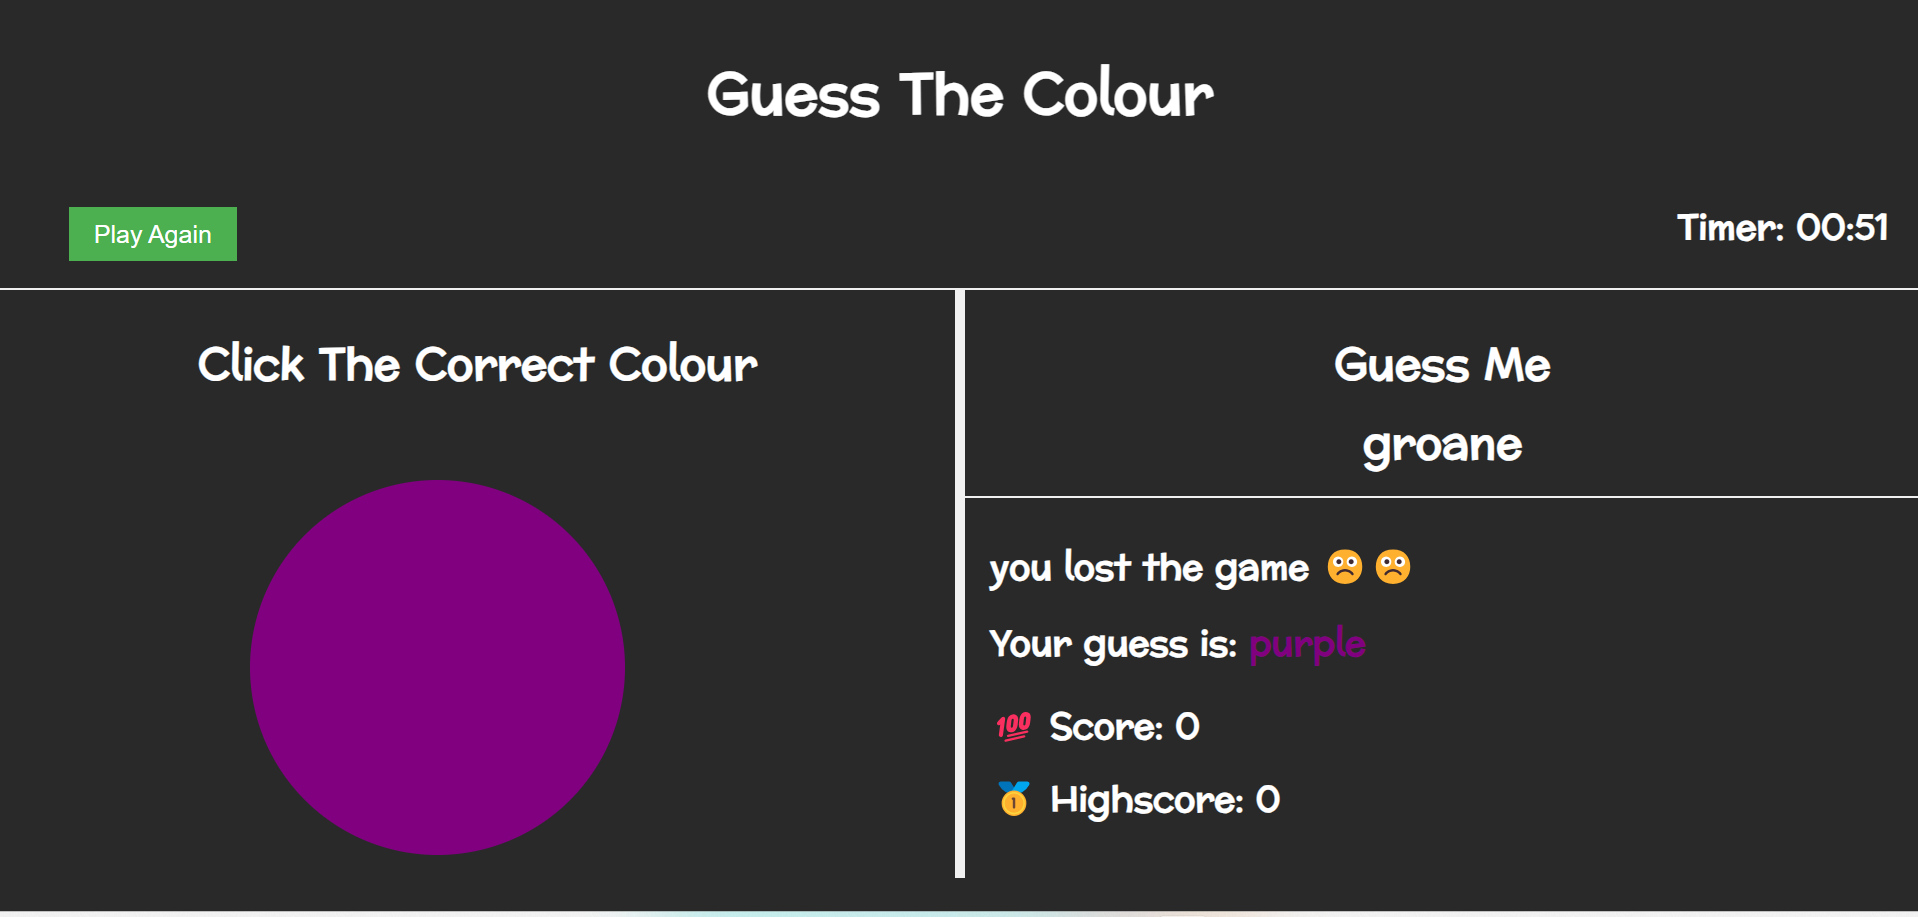 Guess The Colour
Play Again
Timer: 00:51
Click The Correct Colour
Guess Me
groane
you lost the game 🙁 🙁
Your guess is: purple
💯 Score: 0
🥇 Highscore: 0